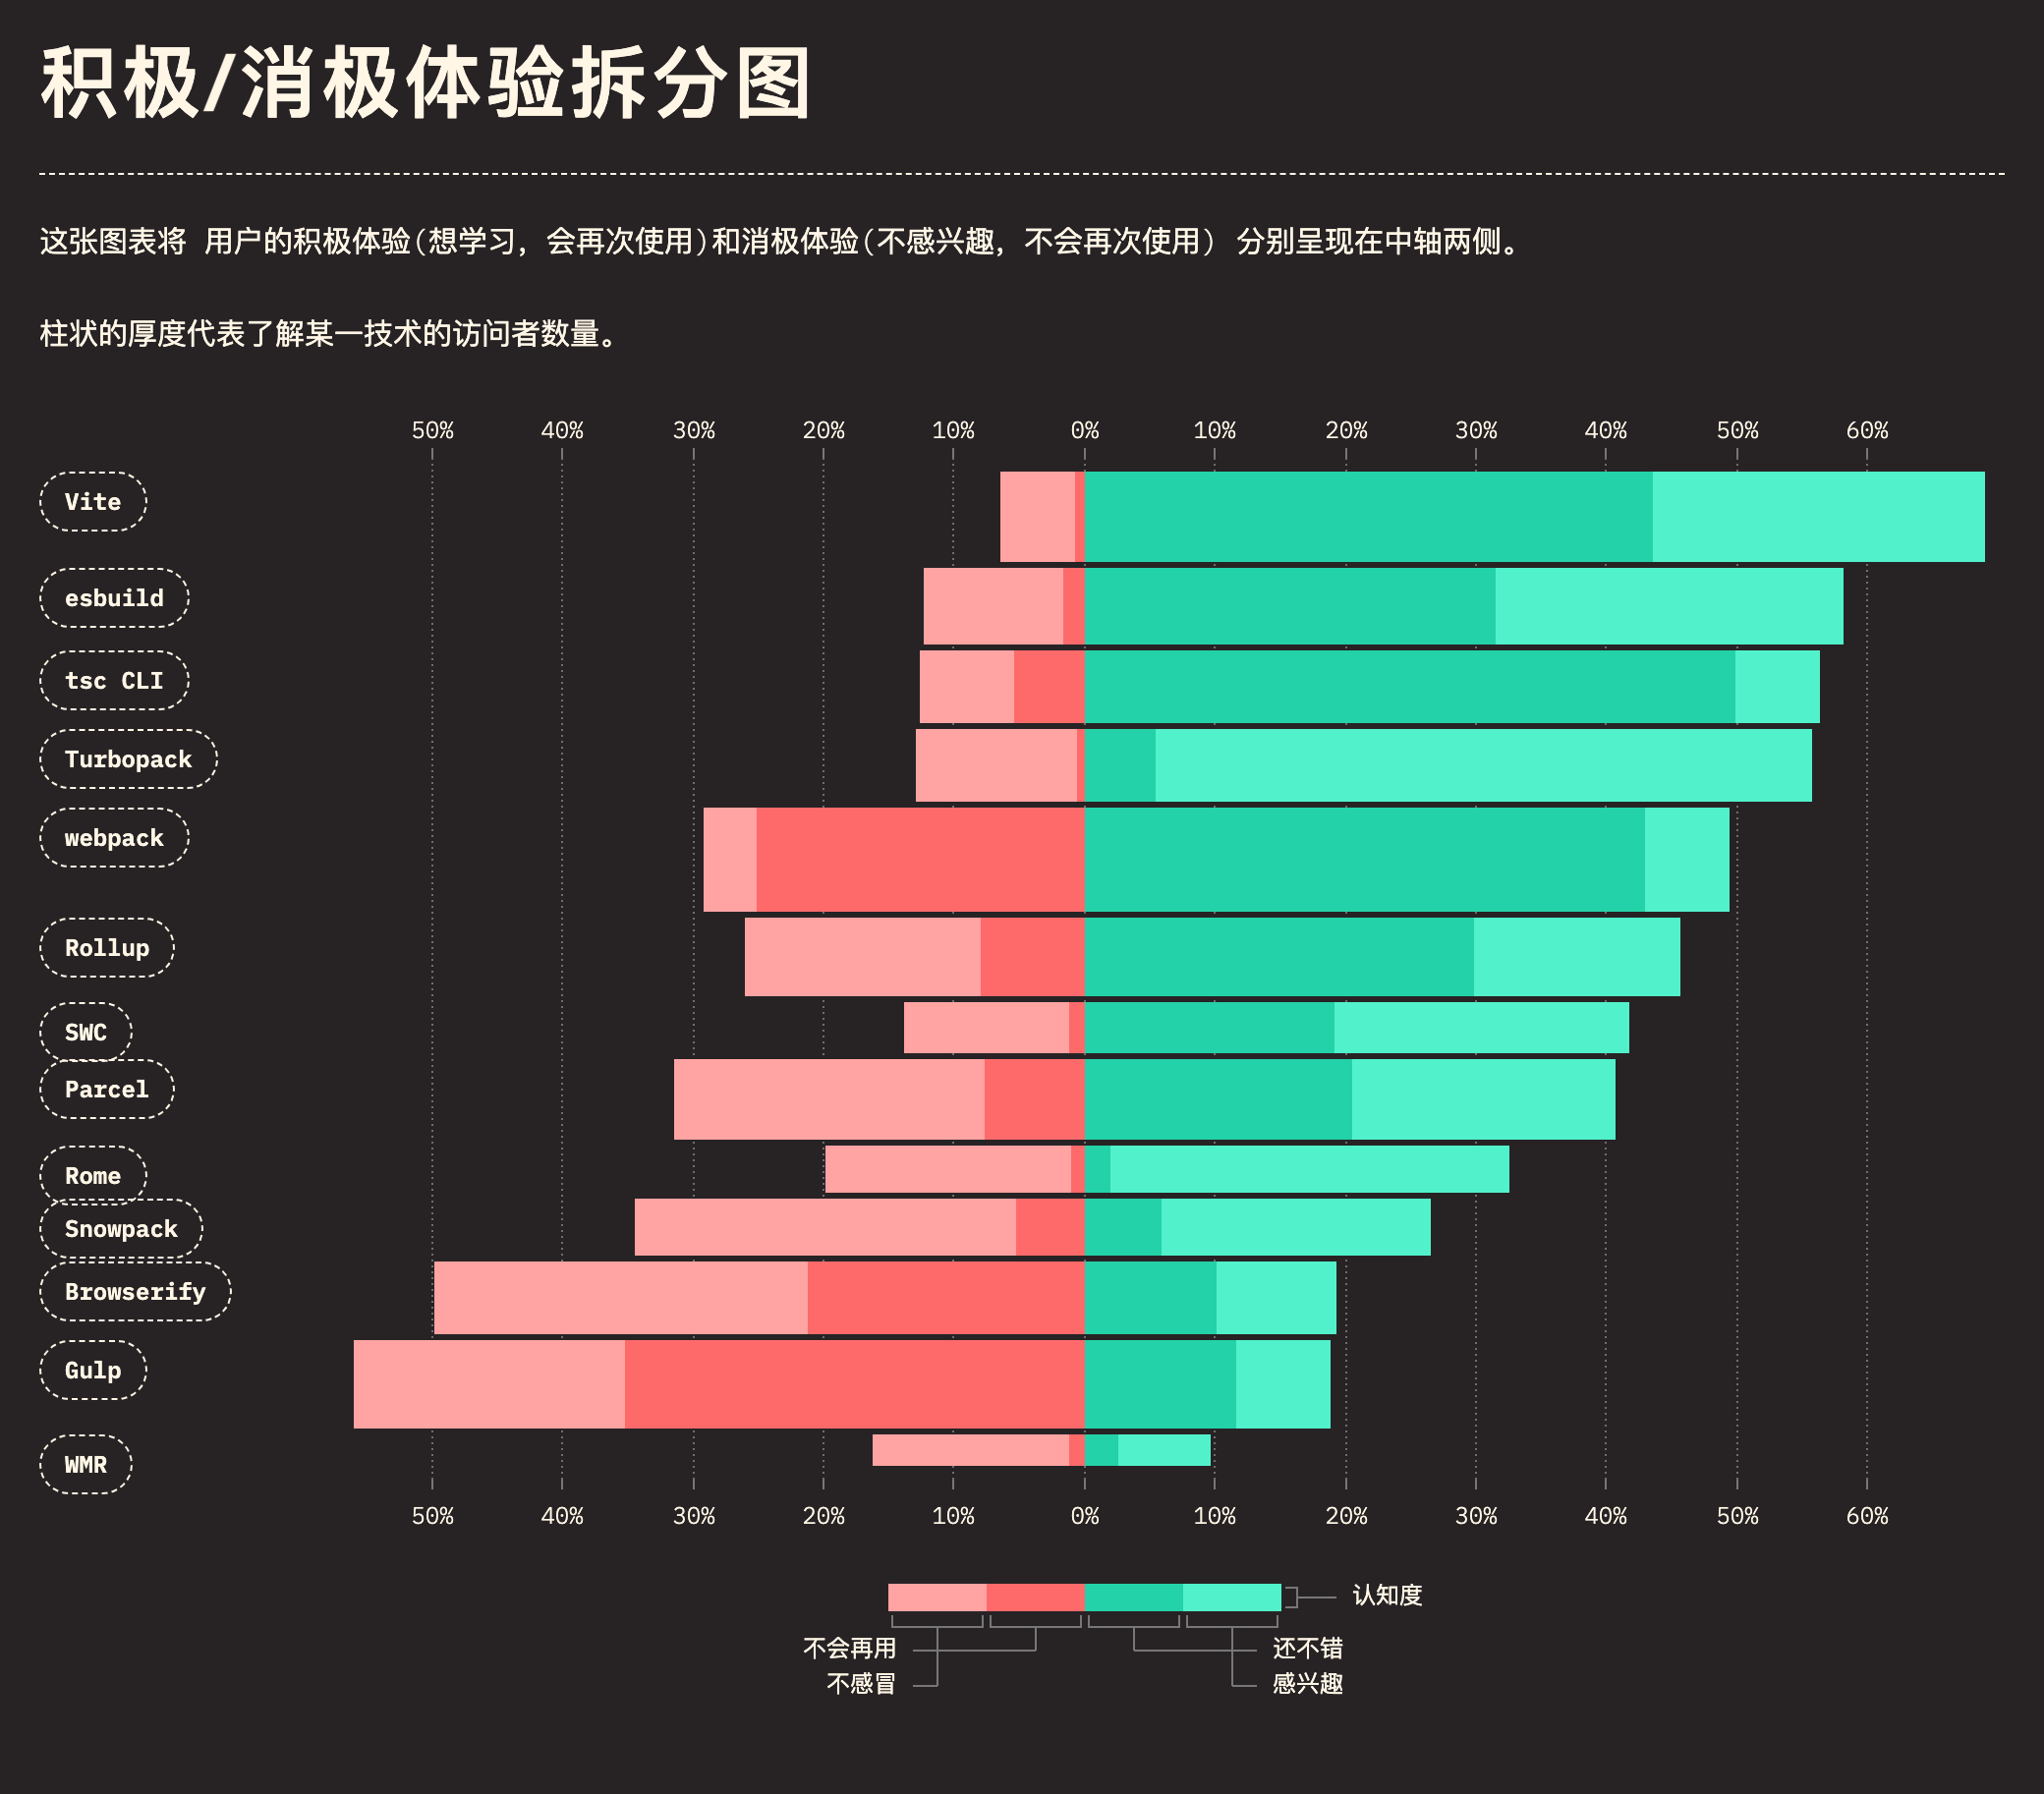 积极/消极体验拆分图
这张图表将 用户的积极体验(想学习, 会再次使用)和消极体验(不感兴趣, 不会再次使用) 分别呈现在中轴两侧。
柱状的厚度代表了解某一技术的访问者数量。
50% 40% 30% 20% 10% 0% 10% 20% 30% 40% 50% 60%
Vite
esbuild
tsc CLI
Turbopack
webpack
Rollup
SWC
Parcel
Rome
Snowpack
Browserify
Gulp
WMR
50% 40% 30% 20% 10% 0% 10% 20% 30% 40% 50% 60%
认知度
不会再用 还不错
不感冒 感兴趣